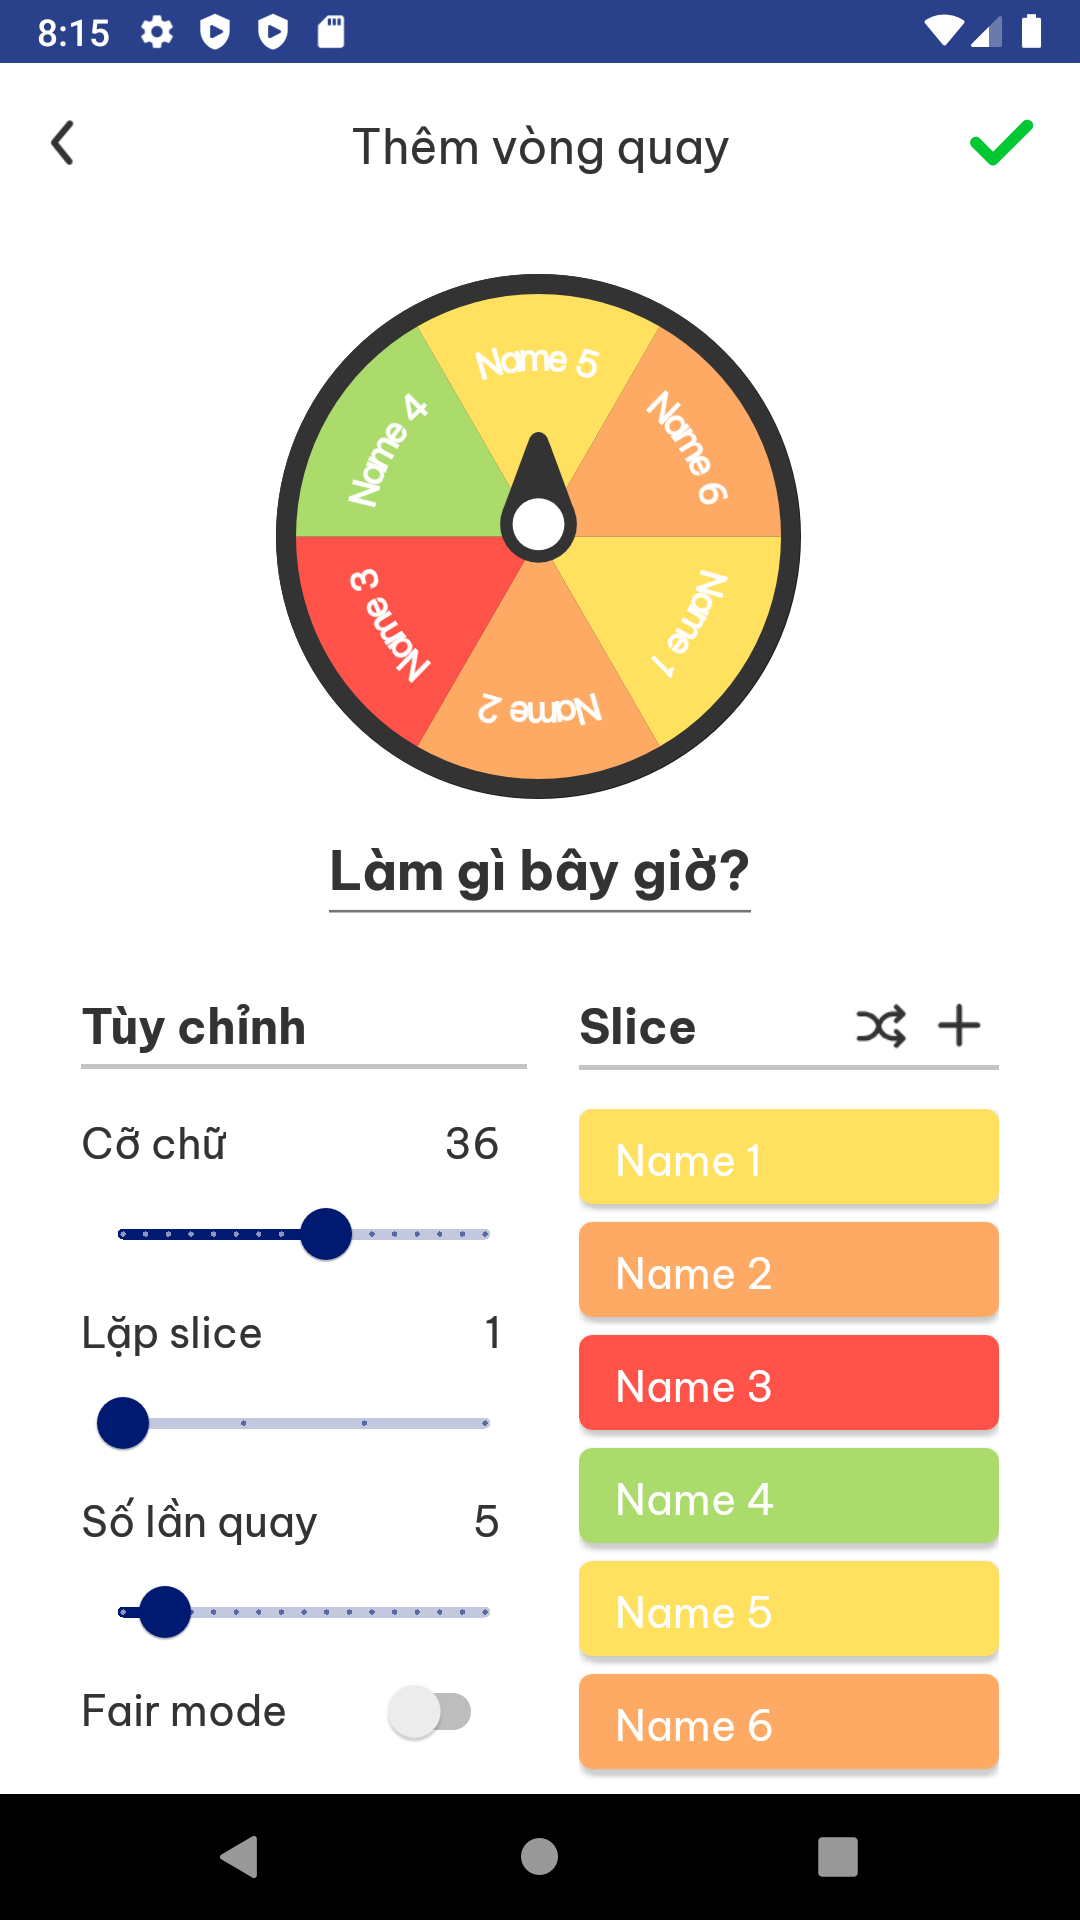 8:15
Thêm vòng quay
Name 5
Name 4
Name 6
Name 3
Name 1
Name 2
Làm gì bây giờ?
Tùy chỉnh
Cỡ chữ 36
Lặp slice 1
Số lần quay 5
Fair mode
Slice
Name 1
Name 2
Name 3
Name 4
Name 5
Name 6